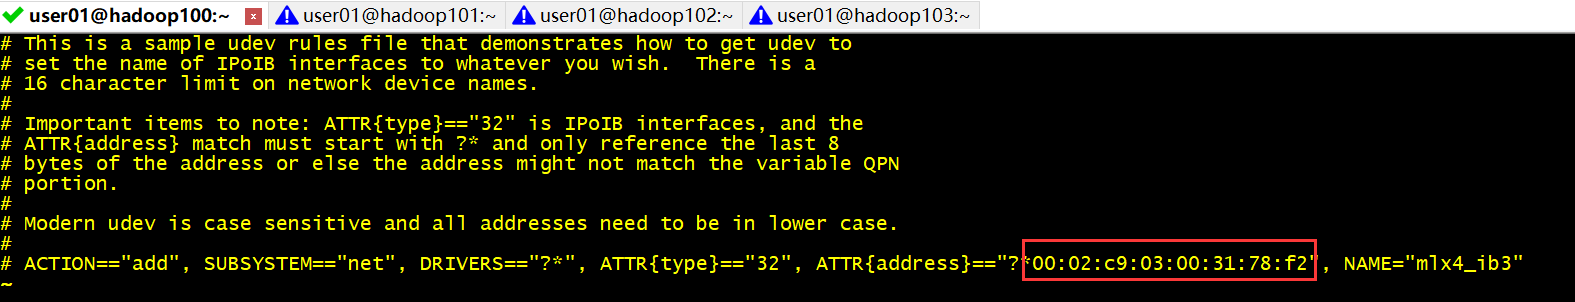 user01@hadoop100:~ x user01@hadoop101:~ user01@hadoop102:~ user01@hadoop103:~
# This is a sample udev rules file that demonstrates how to get udev to
# set the name of IPoIB interfaces to whatever you wish.  There is a
# 16 character limit on network device names.
#
# Important items to note: ATTR{type}=="32" is IPoIB interfaces, and the
# ATTR{address} match must start with ?* and only reference the last 8
# bytes of the address or else the address might not match the variable QPN
# portion.
#
# Modern udev is case sensitive and all addresses need to be in lower case.
#
# ACTION=="add", SUBSYSTEM=="net", DRIVERS=="?*", ATTR{type}=="32", ATTR{address}=="?*00:02:c9:03:00:31:78:f2", NAME="mlx4_ib3"
~